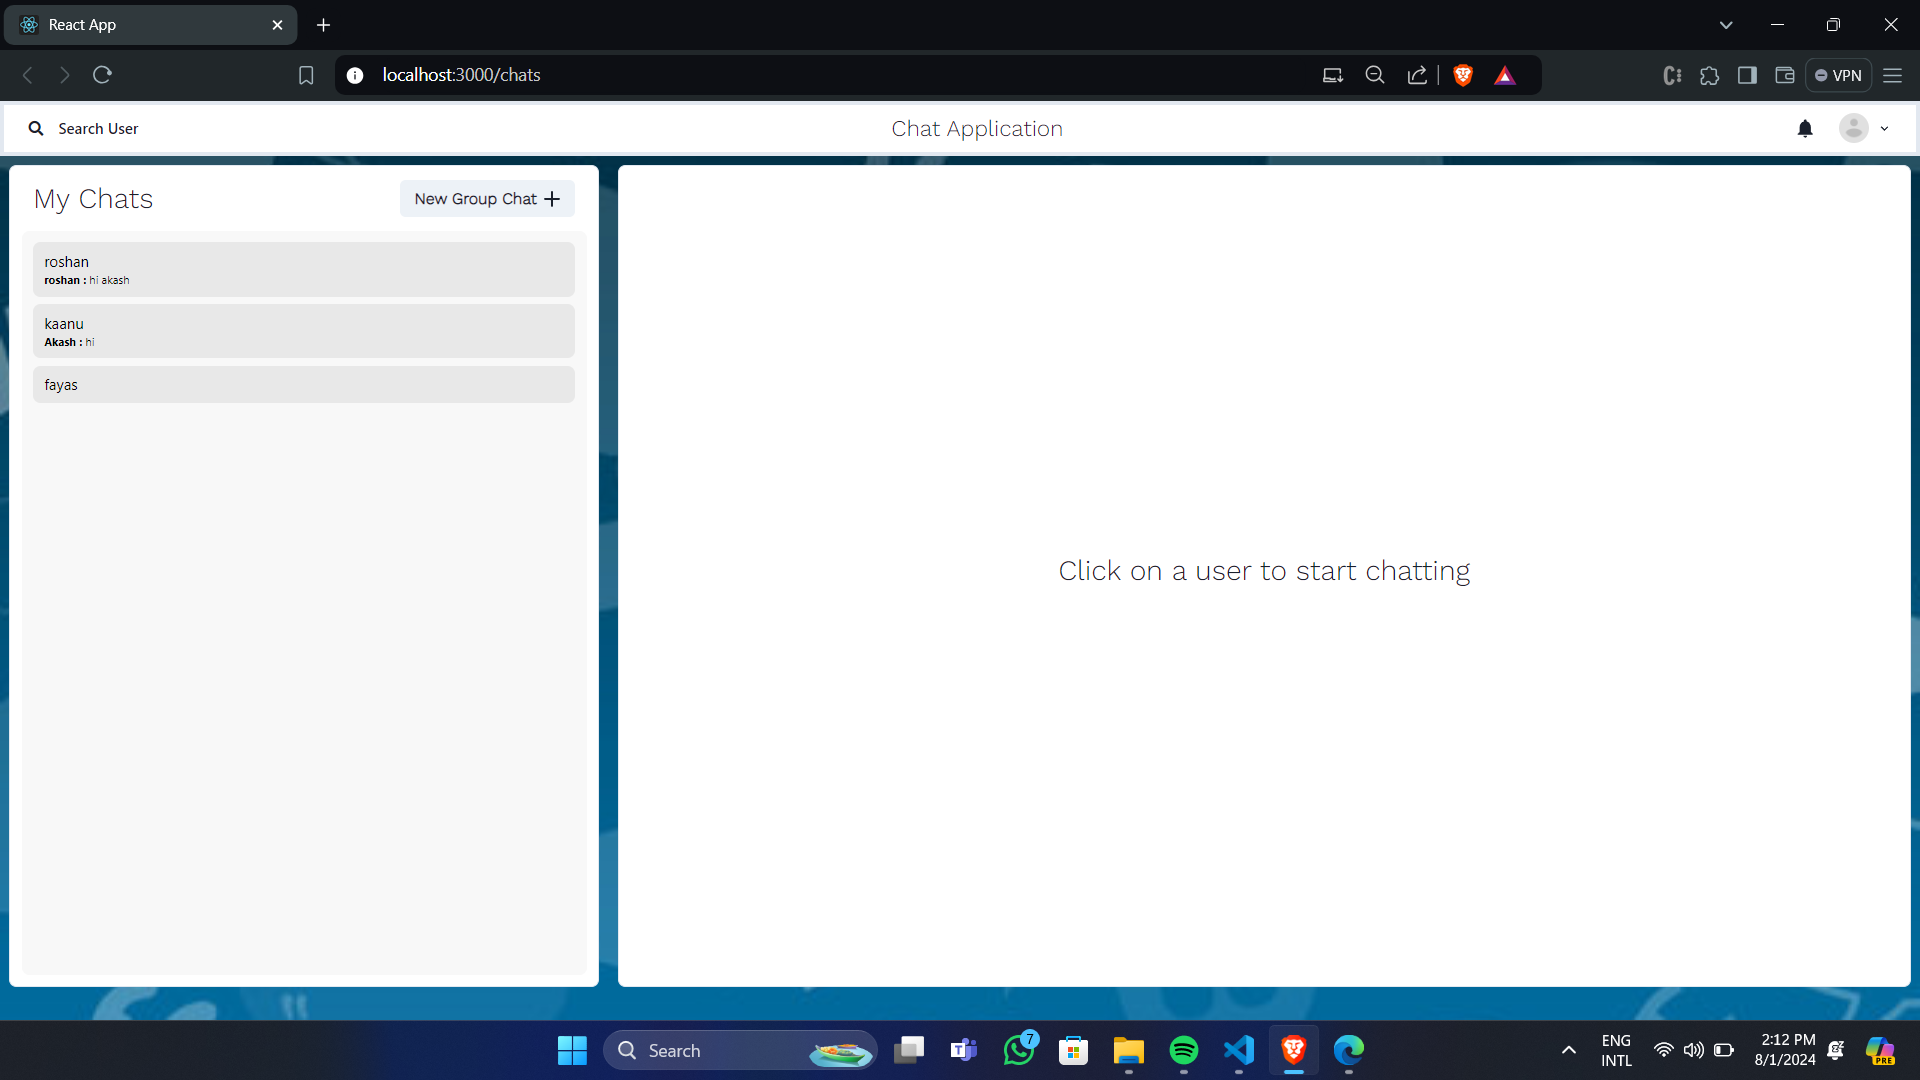 React App
localhost:3000/chats
VPN
Search User
Chat Application
My Chats
New Group Chat
roshan
roshan : hi akash
kaanu
Akash : hi
fayas
Click on a user to start chatting
Search
7
ENG
INTL
2:12 PM
8/1/2024
PRE